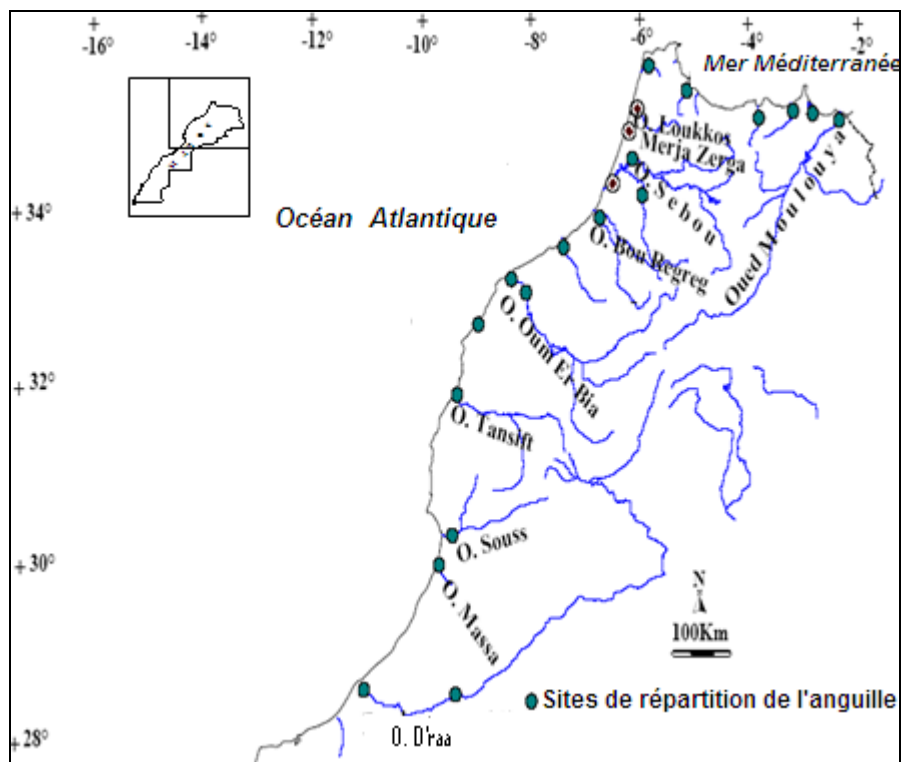 -16°
-14°
-12°
-10°
-8°
-6°
-4°
-2°
Mer Méditerranée
O. Loukkos
Merja Zerga
O. Sebou
Océan Atlantique
34°
O. Bou Regreg
Oued Moulouya
O. Oum Er Bia
32°
O. Tansift
30°
O. Souss
N
100Km
O. Massa
Sites de répartition de l'anguille
28°
O. D'raa